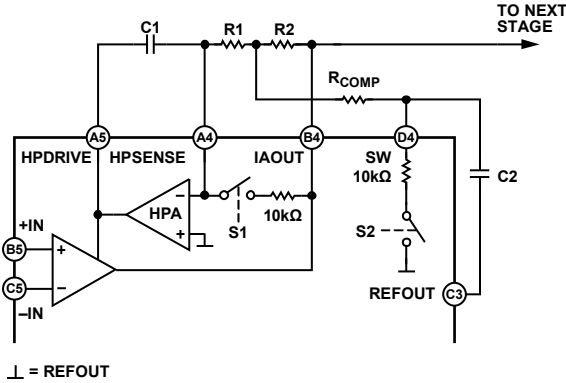 TO NEXT
STAGE
C1
R1
R2
RCOMP
A5
A4
B4
D4
HPDRIVE
HPSENSE
IAOUT
SW
10kΩ
C2
HPA
–
+
S1
10kΩ
S2
+IN
B5
+
C5
–
–IN
REFOUT
C3
⊥ = REFOUT